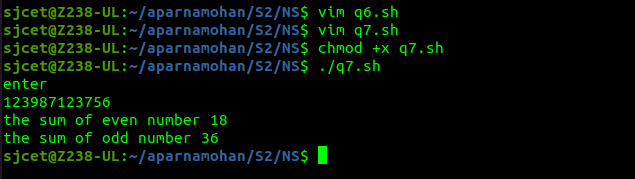 sjcet@Z238-UL:~/aparnamohan/S2/NS$ vim q6.sh
sjcet@Z238-UL:~/aparnamohan/S2/NS$ vim q7.sh
sjcet@Z238-UL:~/aparnamohan/S2/NS$ chmod +x q7.sh
sjcet@Z238-UL:~/aparnamohan/S2/NS$ ./q7.sh
enter
123987123756
the sum of even number 18
the sum of odd number 36
sjcet@Z238-UL:~/aparnamohan/S2/NS$